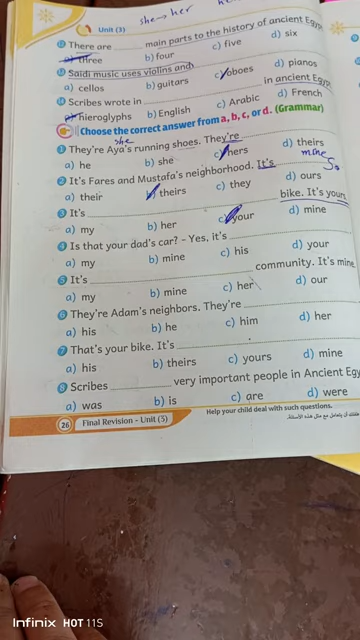 Unit (3)
she → her
⑫ There are ______ main parts to the history of ancient Egypt
a) three b) four c) five d) six
⑬ Saidi music uses violins and
a) cellos b) guitars c) oboes d) pianos
⑭ Scribes wrote in ______ in ancient Egypt
a) hieroglyphs b) English c) Arabic d) French
Choose the correct answer from a, b, c, or d. (Grammar)
she
① They're Aya's running shoes. They're
a) he b) she c) hers d) theirs
mine
② It's Fares and Mustafa's neighborhood. It's
a) their b) theirs c) they d) ours
③ It's ______ bike. It's yours
a) my b) her c) your d) mine
④ Is that your dad's car? - Yes, it's
a) my b) mine c) his d) your
⑤ It's ______ community. It's mine
a) my b) mine c) her d) our
⑥ They're Adam's neighbors. They're
a) his b) he c) him d) her
⑦ That's your bike. It's
a) his b) theirs c) yours d) mine
⑧ Scribes ______ very important people in Ancient Egy
a) was b) is c) are d) were
26 Final Revision - Unit (3)
Help your child deal with such questions.
Infinix HOT 11S